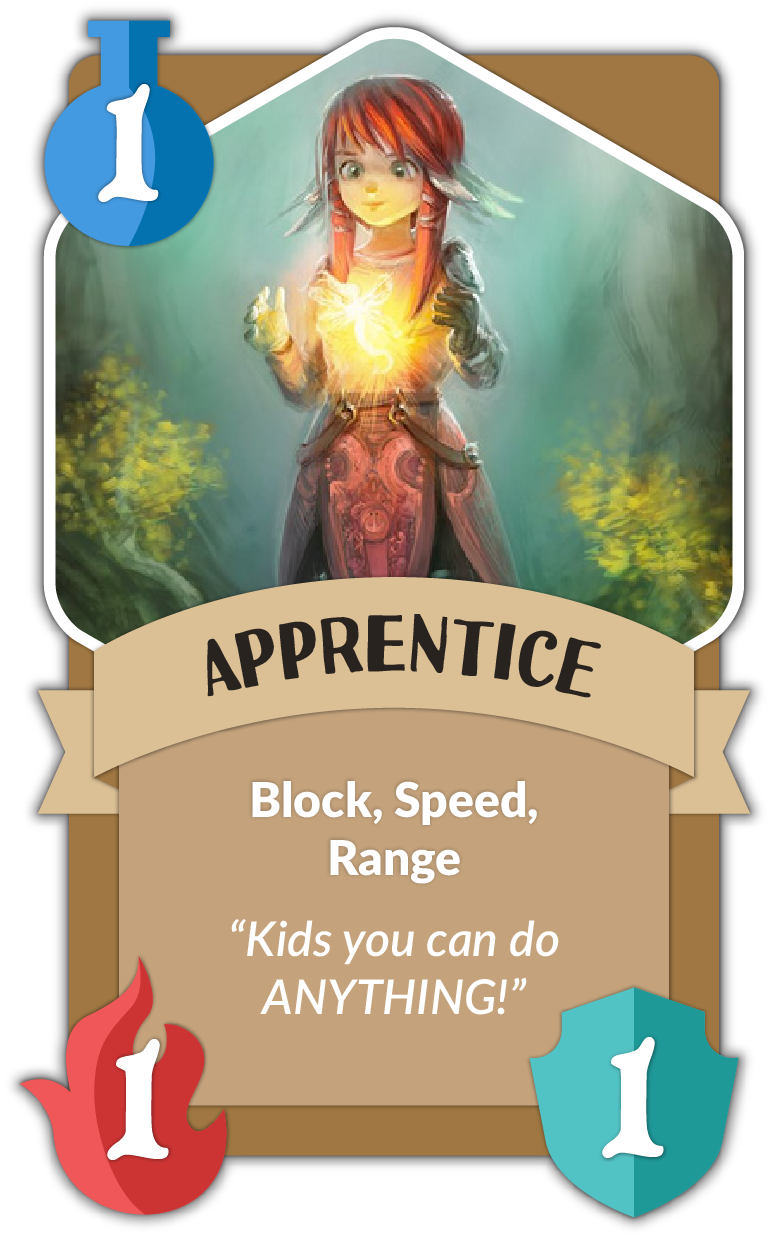 1
APPRENTICE
Block, Speed,
Range
“Kids you can do
ANYTHING!”
1
1